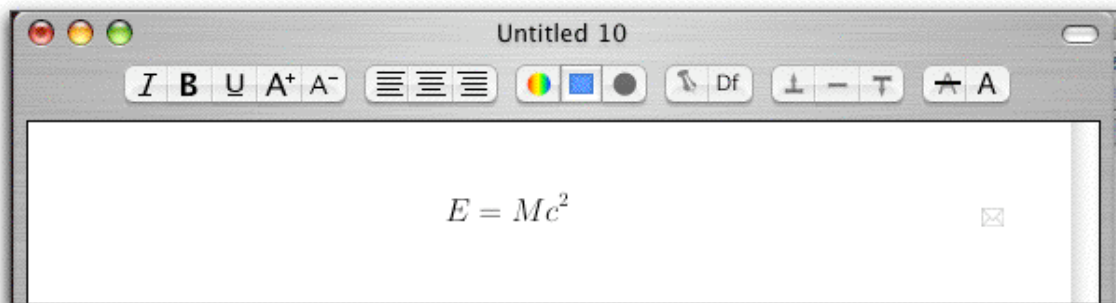 Untitled 10
I B U A+ A- Df A A
E = Mc²